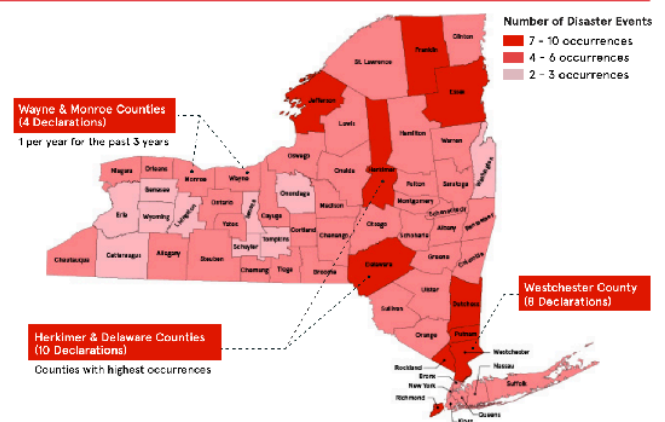 Number of Disaster Events
7 - 10 occurrences
4 - 6 occurrences
2 - 3 occurrences
Wayne & Monroe Counties
(4 Declarations)
1 per year for the past 3 years
Westchester County
(8 Declarations)
Herkimer & Delaware Counties
(10 Declarations)
Counties with highest occurrences
Clinton
Franklin
St. Lawrence
Essex
Jefferson
Lewis
Hamilton
Warren
Washington
Oswego
Oneida
Herkimer
Fulton
Saratoga
Niagara
Orleans
Monroe
Wayne
Genesee
Onondaga
Madison
Montgomery
Schenectady
Rensselaer
Erie
Wyoming
Livingston
Ontario
Seneca
Cayuga
Yates
Cortland
Chenango
Otsego
Schoharie
Albany
Chautauqua
Cattaraugus
Allegany
Steuben
Schuyler
Tompkins
Chemung
Tioga
Broome
Delaware
Greene
Columbia
Sullivan
Ulster
Dutchess
Orange
Putnam
Westchester
Rockland
Bronx
Nassau
New York
Suffolk
Richmond
Queens
Kings